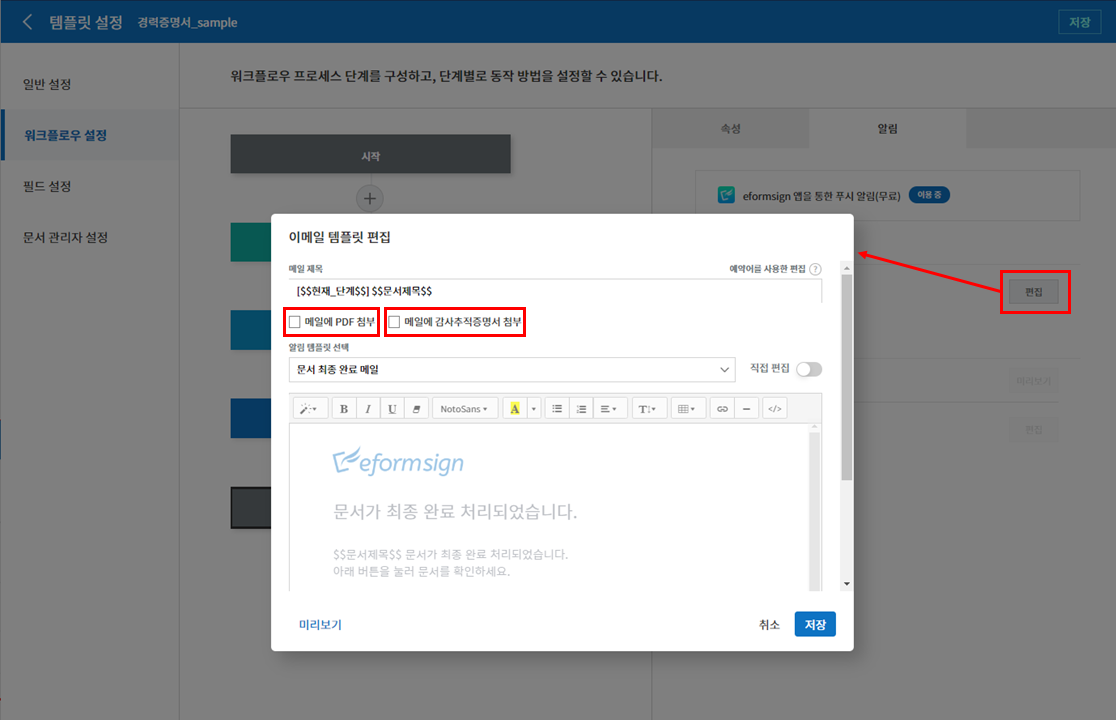 템플릿 설정 경력증명서_sample 저장
일반 설정
워크플로우 설정
필드 설정
문서 관리자 설정
워크플로우 프로세스 단계를 구성하고, 단계별로 동작 방법을 설정할 수 있습니다.
시작
속성 알림
eformsign 앱을 통한 푸시 알림(무료) 이용 중
편집
미리보기
편집
이메일 템플릿 편집
메일 제목 예약어를 사용한 편집 ?
[$$현재_단계$$] $$문서제목$$
메일에 PDF 첨부 메일에 감사추적증명서 첨부
알림 템플릿 선택
문서 최종 완료 메일 직접 편집
B I U NotoSans A T </>
eformsign
문서가 최종 완료 처리되었습니다.
$$문서제목$$ 문서가 최종 완료 처리되었습니다.
아래 버튼을 눌러 문서를 확인하세요.
미리보기 취소 저장